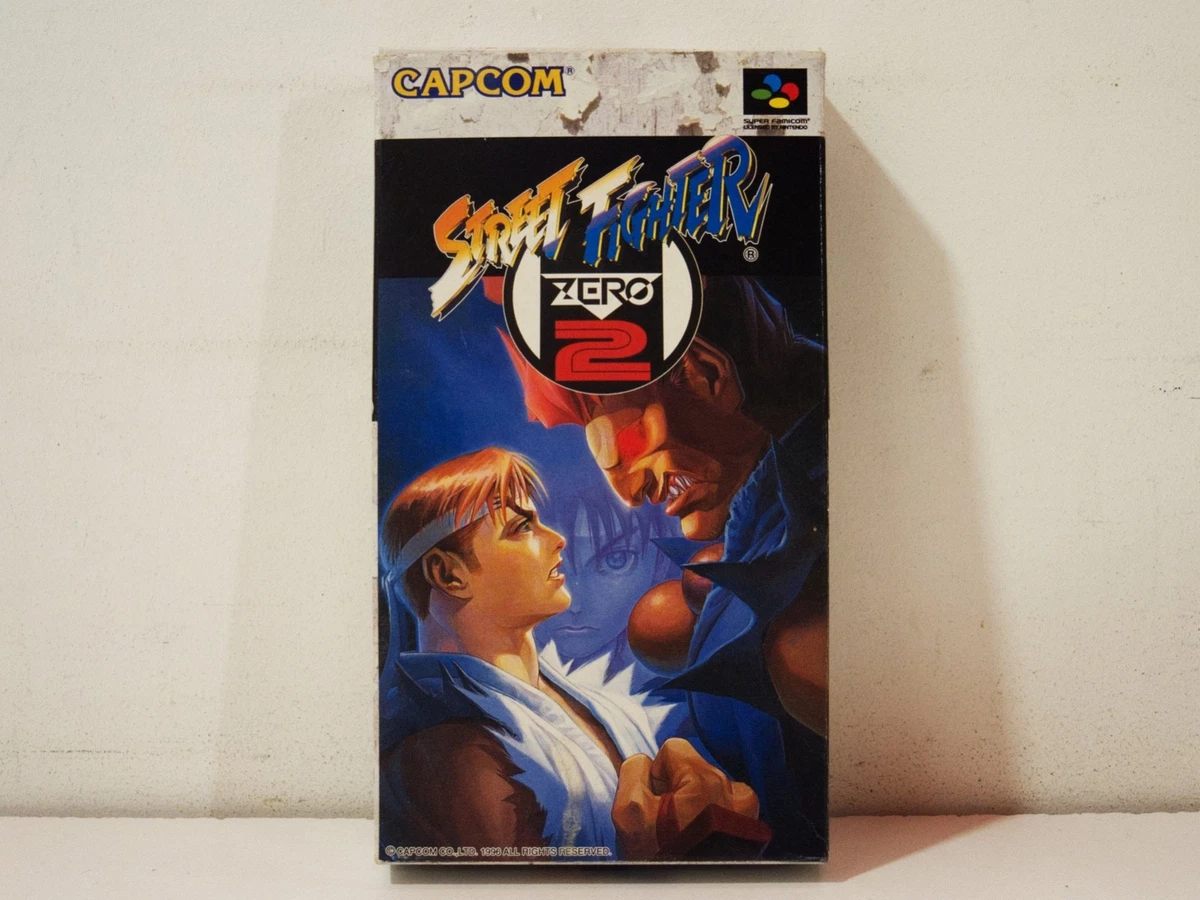 CAPCOM®
SUPER FAMICOM®
LICENSED BY NINTENDO
STREET FIGHTER®
ZERO
2
© CAPCOM CO.,LTD. 1996 ALL RIGHTS RESERVED.